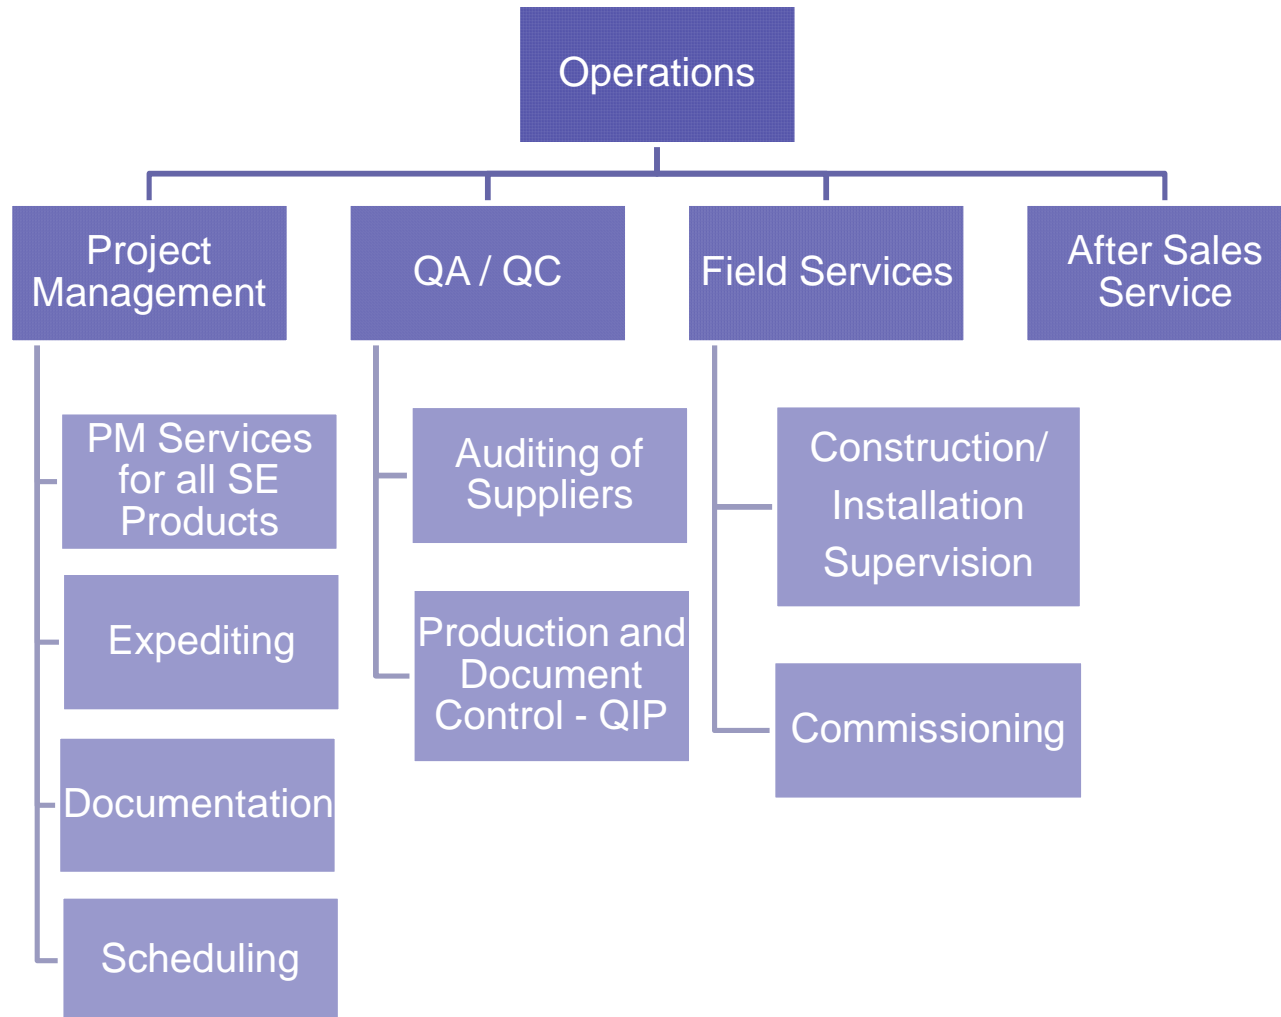 Operations
Project
Management
QA / QC
Field Services
After Sales
Service
PM Services
for all SE
Products
Expediting
Documentation
Scheduling
Auditing of
Suppliers
Production and
Document
Control - QIP
Construction/
Installation
Supervision
Commissioning